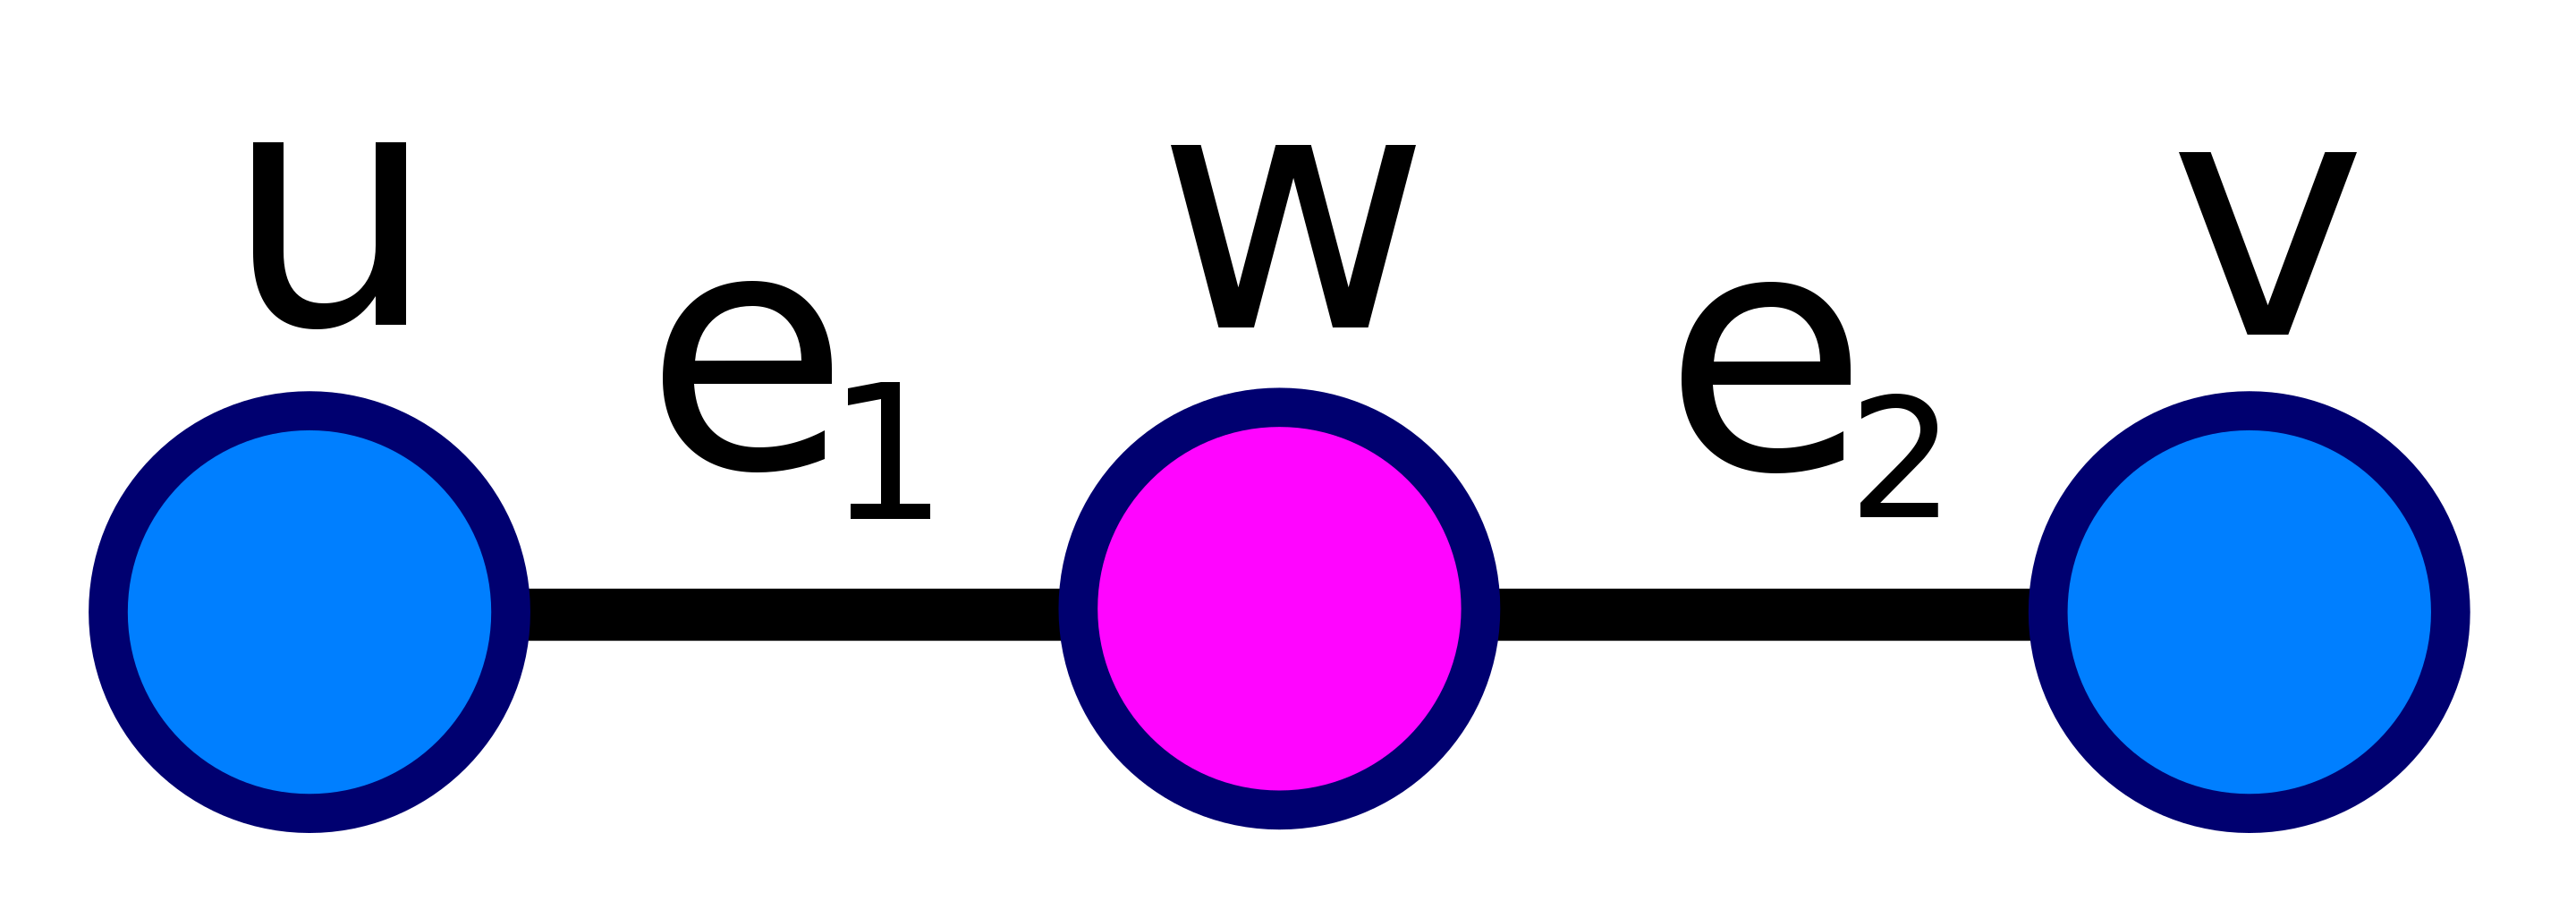 u e₁ w e₂ v